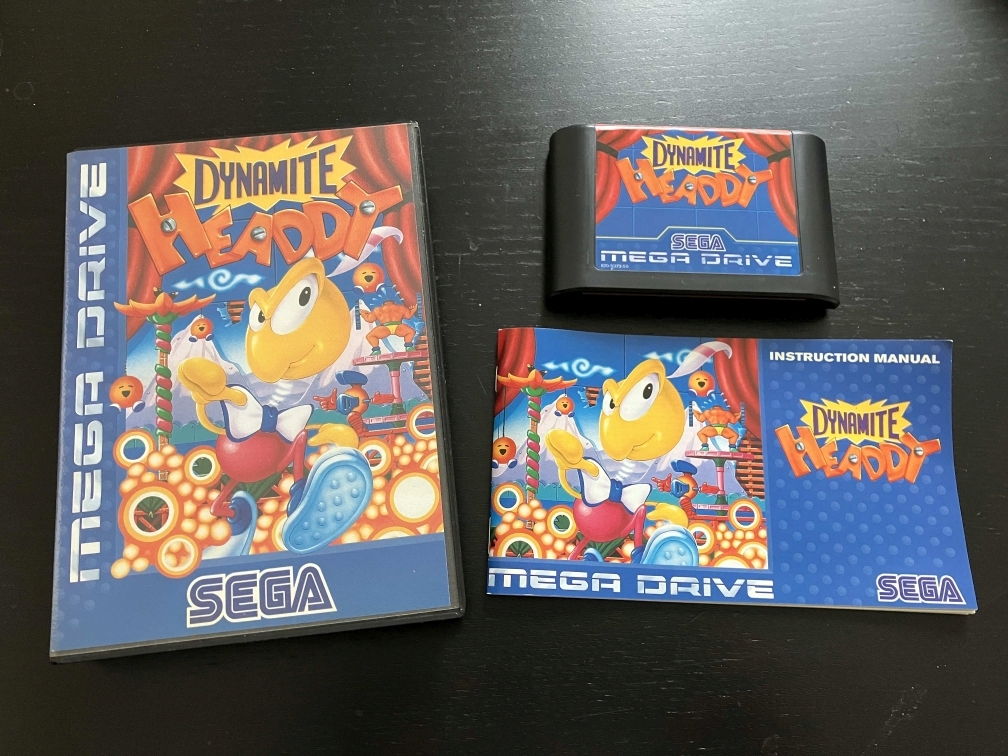 MEGA DRIVE
DYNAMITE
HEADDY
SEGA
DYNAMITE
HEADDY
SEGA
MEGA DRIVE
INSTRUCTION MANUAL
DYNAMITE
HEADDY
MEGA DRIVE
SEGA